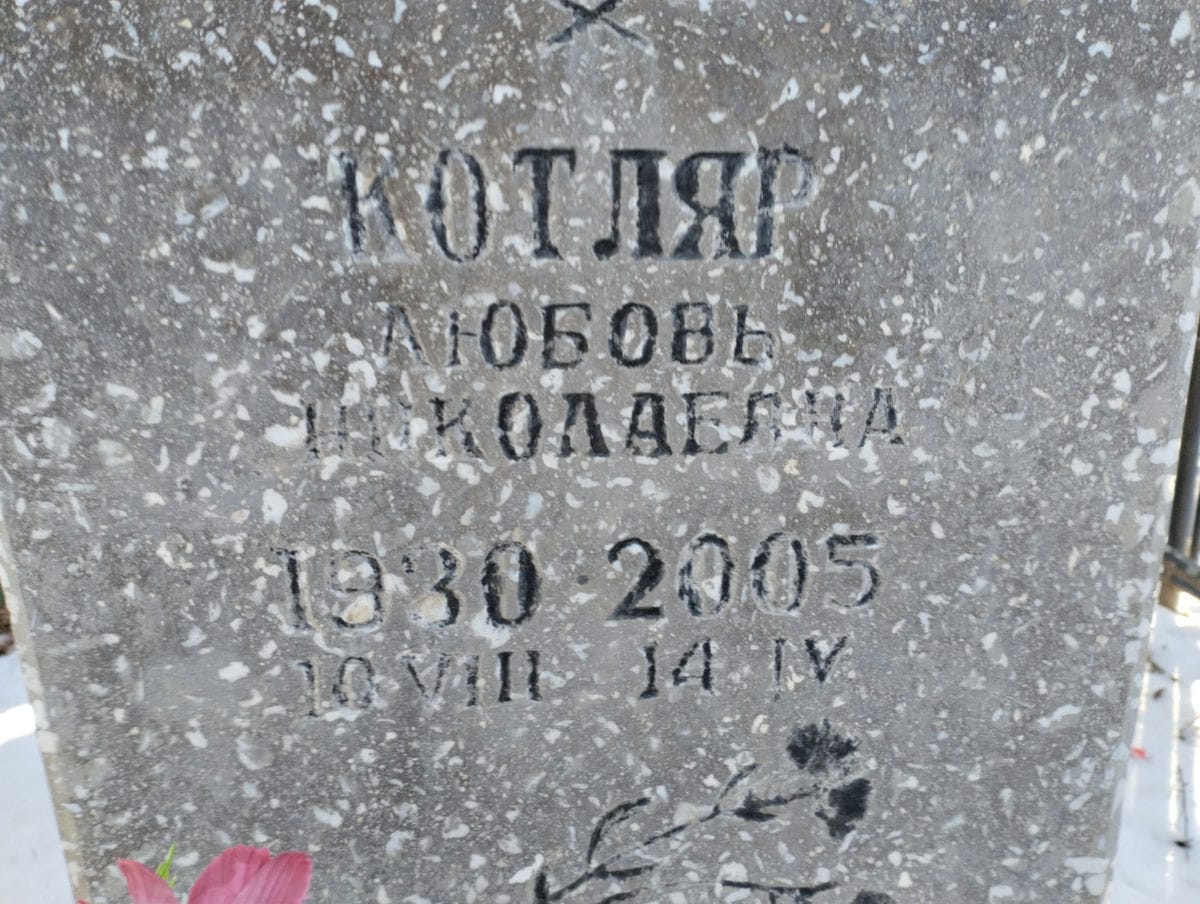 КОТЛЯР
ЛЮБОВЬ
НИКОЛАЕВНА
1930 · 2005
10 VIII 14 IV